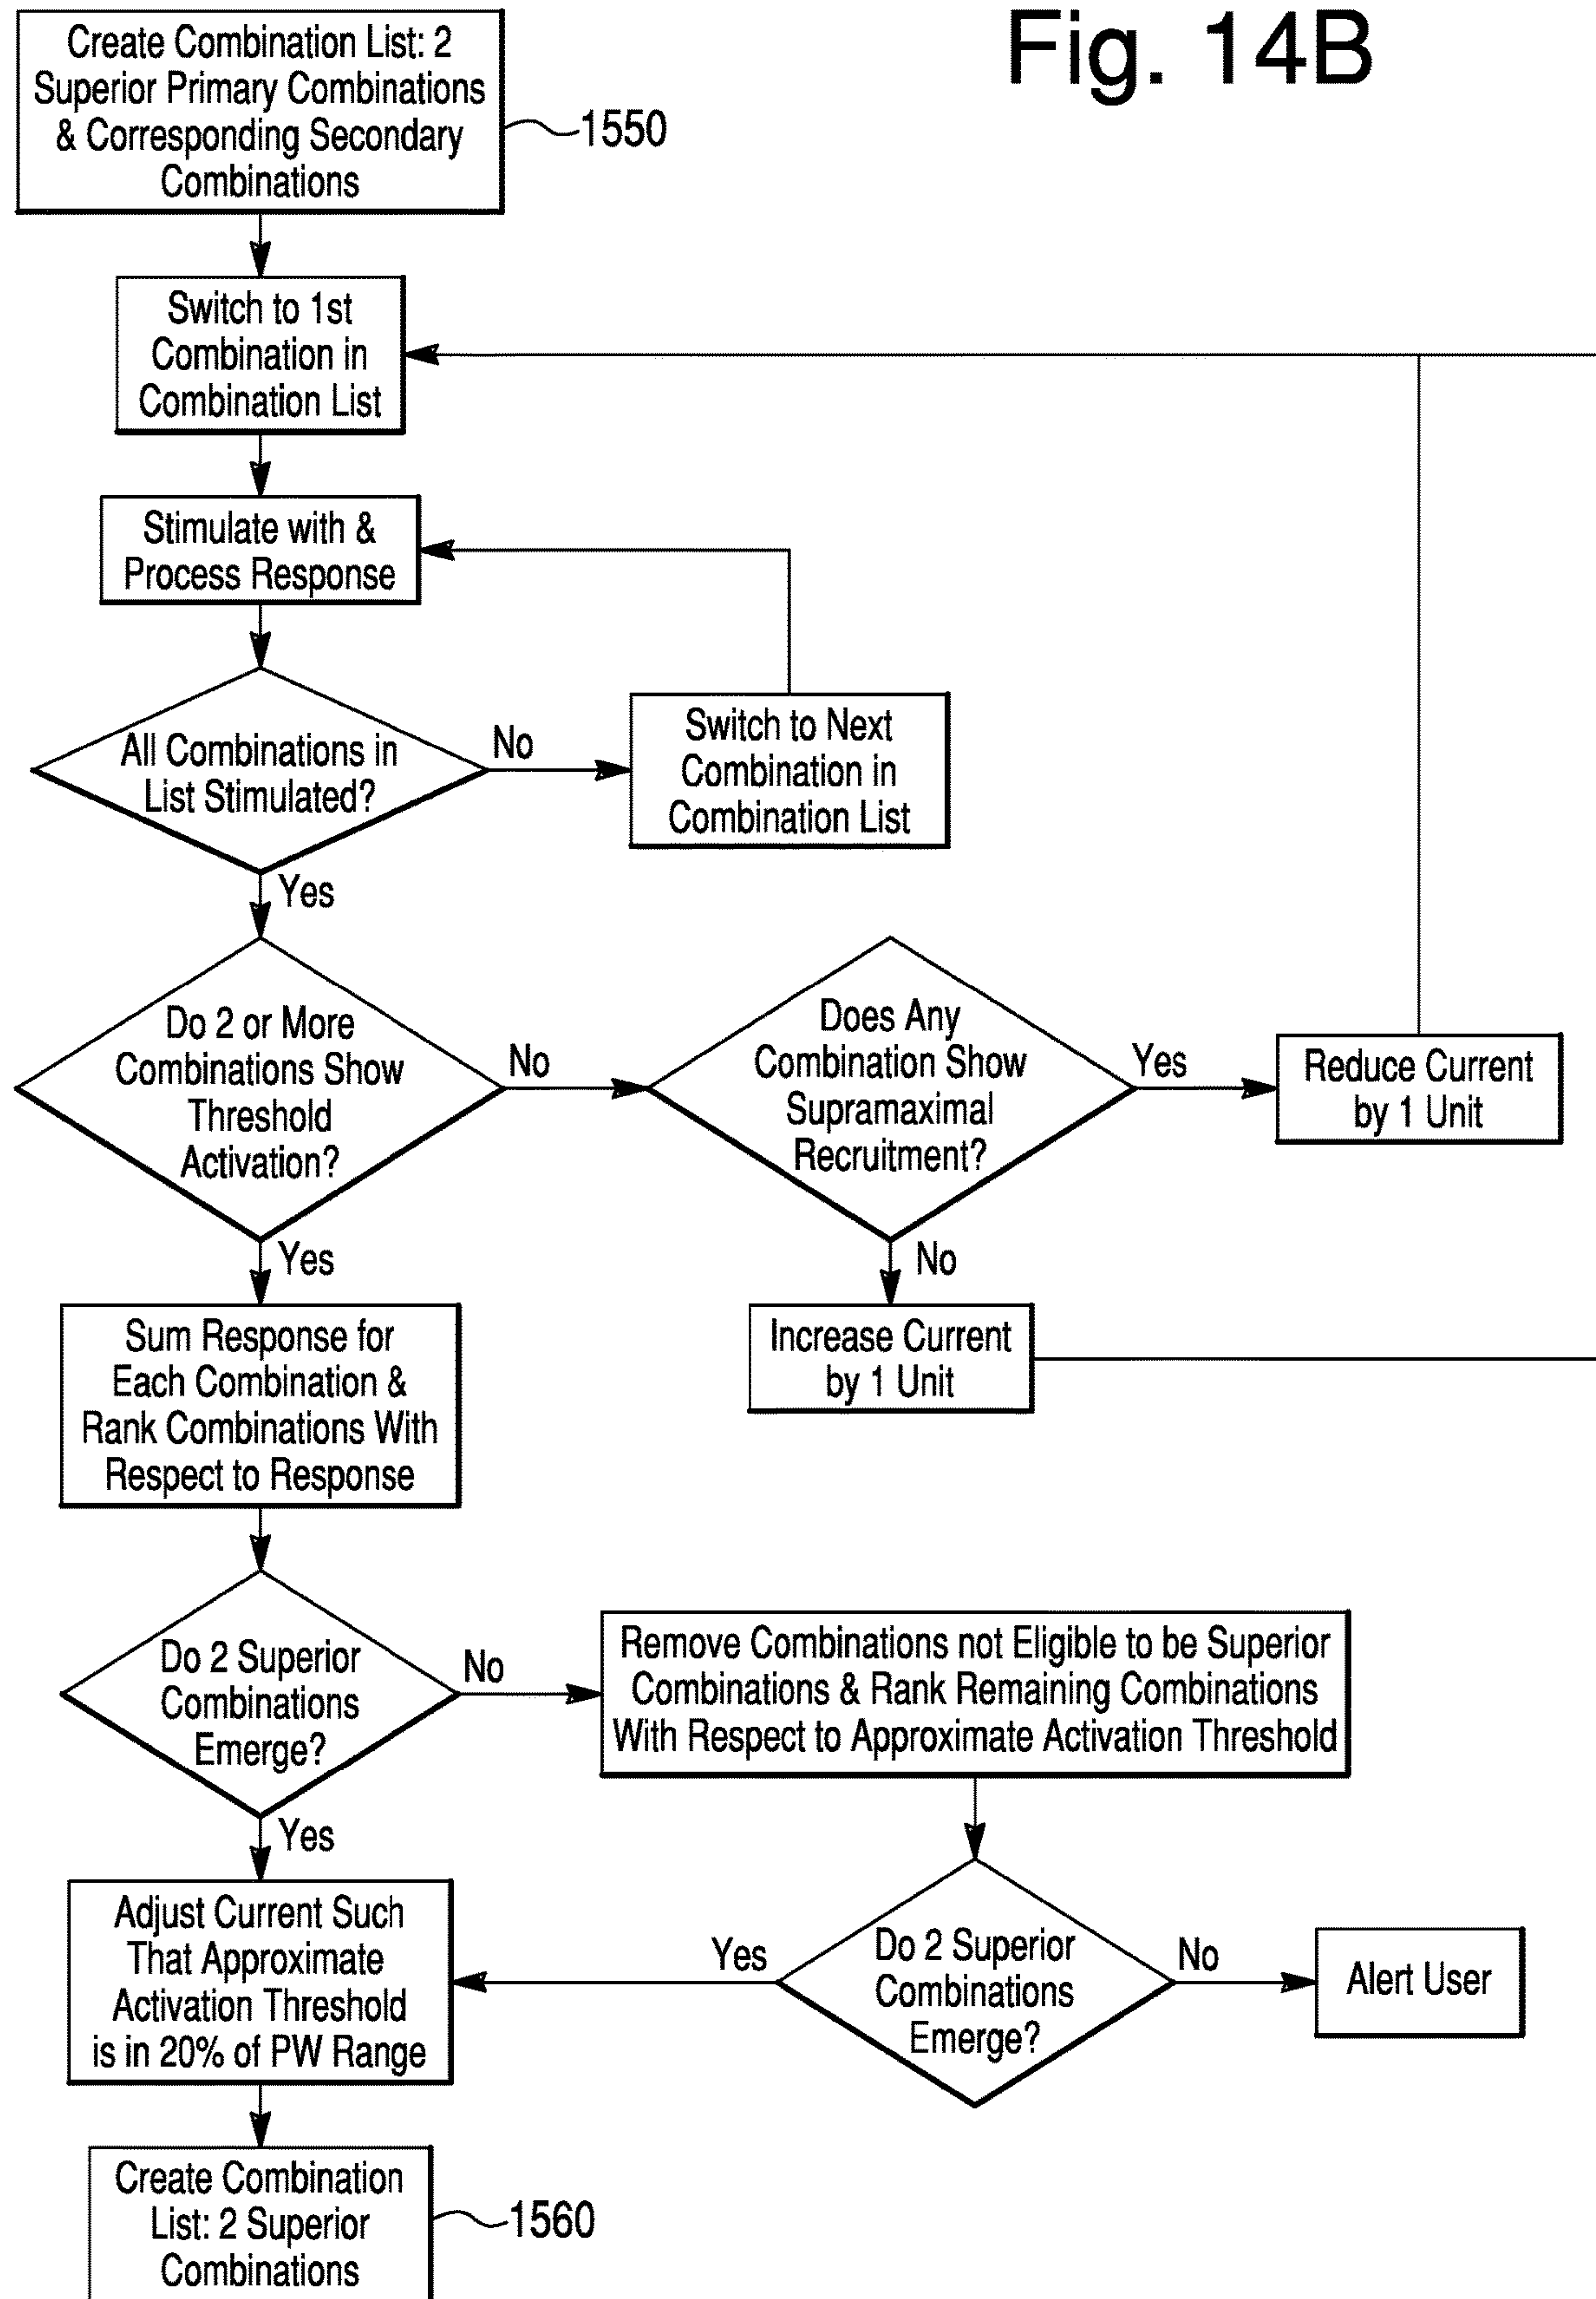 Fig. 14B
Create Combination List: 2
Superior Primary Combinations
& Corresponding Secondary
Combinations
1550
Switch to 1st
Combination in
Combination List
Stimulate with &
Process Response
All Combinations in
List Stimulated?
No
Switch to Next
Combination in
Combination List
Yes
Do 2 or More
Combinations Show
Threshold
Activation?
No
Does Any
Combination Show
Supramaximal
Recruitment?
Yes
Reduce Current
by 1 Unit
No
Increase Current
by 1 Unit
Yes
Sum Response for
Each Combination &
Rank Combinations With
Respect to Response
Do 2 Superior
Combinations
Emerge?
No
Remove Combinations not Eligible to be Superior
Combinations & Rank Remaining Combinations
With Respect to Approximate Activation Threshold
Yes
Do 2 Superior
Combinations
Emerge?
No
Alert User
Yes
Adjust Current Such
That Approximate
Activation Threshold
is in 20% of PW Range
Create Combination
List: 2 Superior
Combinations
1560